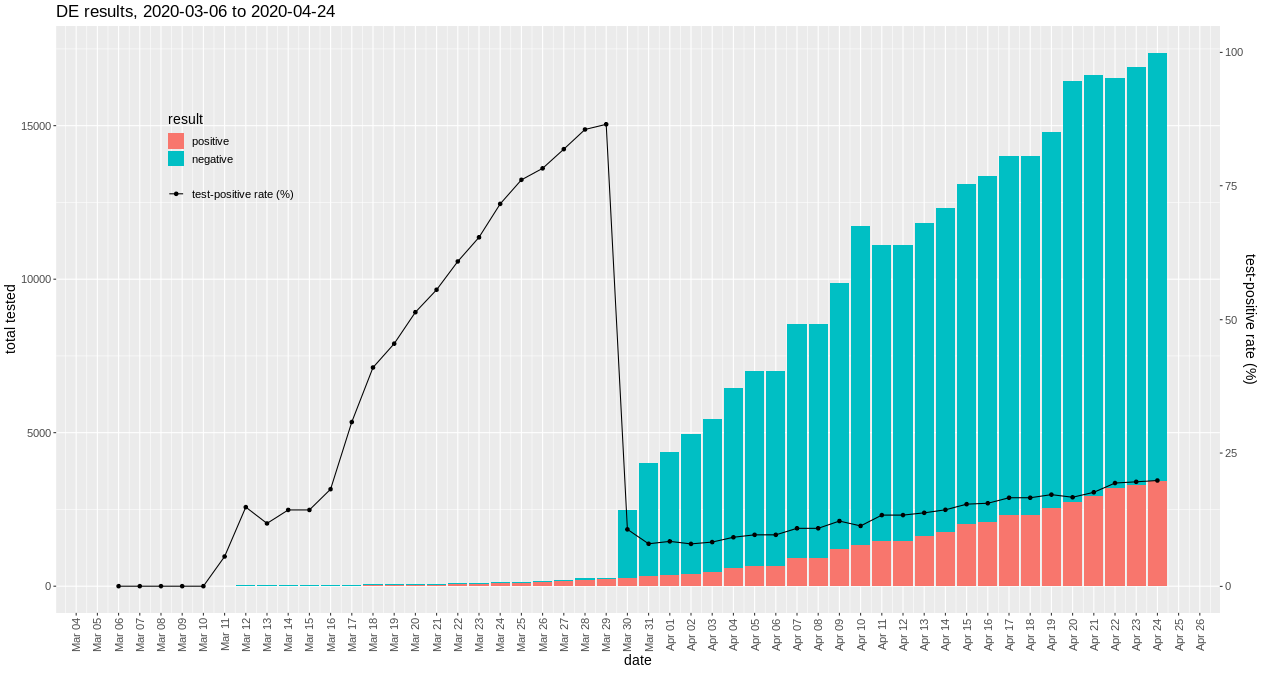 DE results, 2020-03-06 to 2020-04-24
result
positive
negative
test-positive rate (%)
total tested
15000
10000
5000
0
100
75
50
25
0
test-positive rate (%)
Mar 04
Mar 05
Mar 06
Mar 07
Mar 08
Mar 09
Mar 10
Mar 11
Mar 12
Mar 13
Mar 14
Mar 15
Mar 16
Mar 17
Mar 18
Mar 19
Mar 20
Mar 21
Mar 22
Mar 23
Mar 24
Mar 25
Mar 26
Mar 27
Mar 28
Mar 29
Mar 30
Mar 31
Apr 01
Apr 02
Apr 03
Apr 04
Apr 05
Apr 06
Apr 07
Apr 08
Apr 09
Apr 10
Apr 11
Apr 12
Apr 13
Apr 14
Apr 15
Apr 16
Apr 17
Apr 18
Apr 19
Apr 20
Apr 21
Apr 22
Apr 23
Apr 24
Apr 25
Apr 26
date